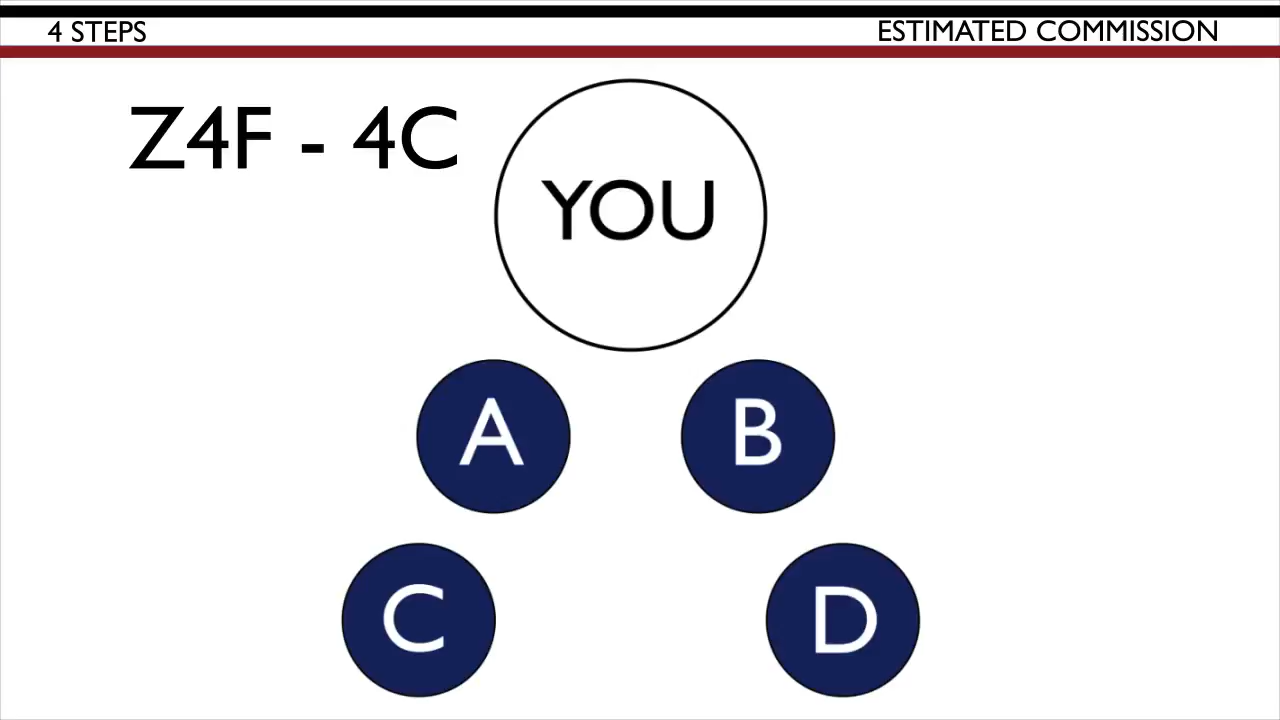 4 STEPS
ESTIMATED COMMISSION
Z4F - 4C
YOU
A
B
C
D